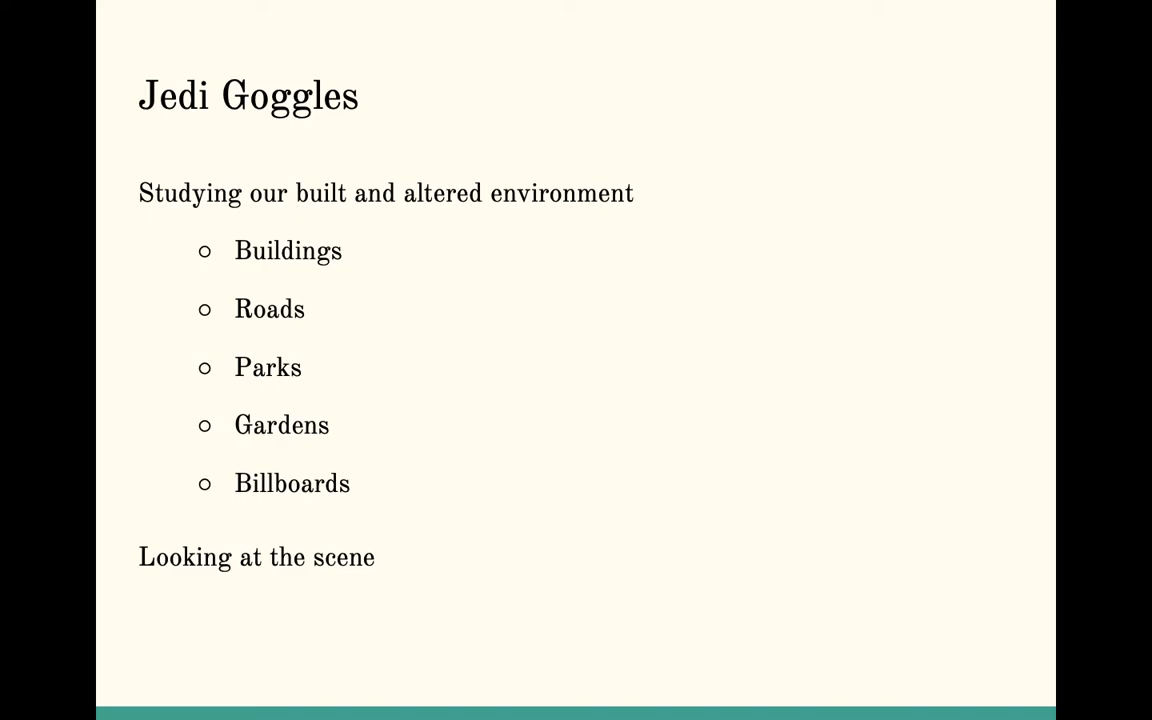 Jedi Goggles
Studying our built and altered environment
Buildings
Roads
Parks
Gardens
Billboards
Looking at the scene